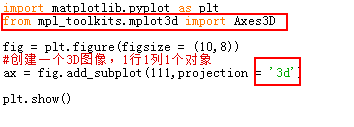 import matplotlib.pyplot as plt
from mpl_toolkits.mplot3d import Axes3D
fig = plt.figure(figsize = (10,8))
#创建一个3D图像，1行1列1个对象
ax = fig.add_subplot(111,projection = '3d')
plt.show()